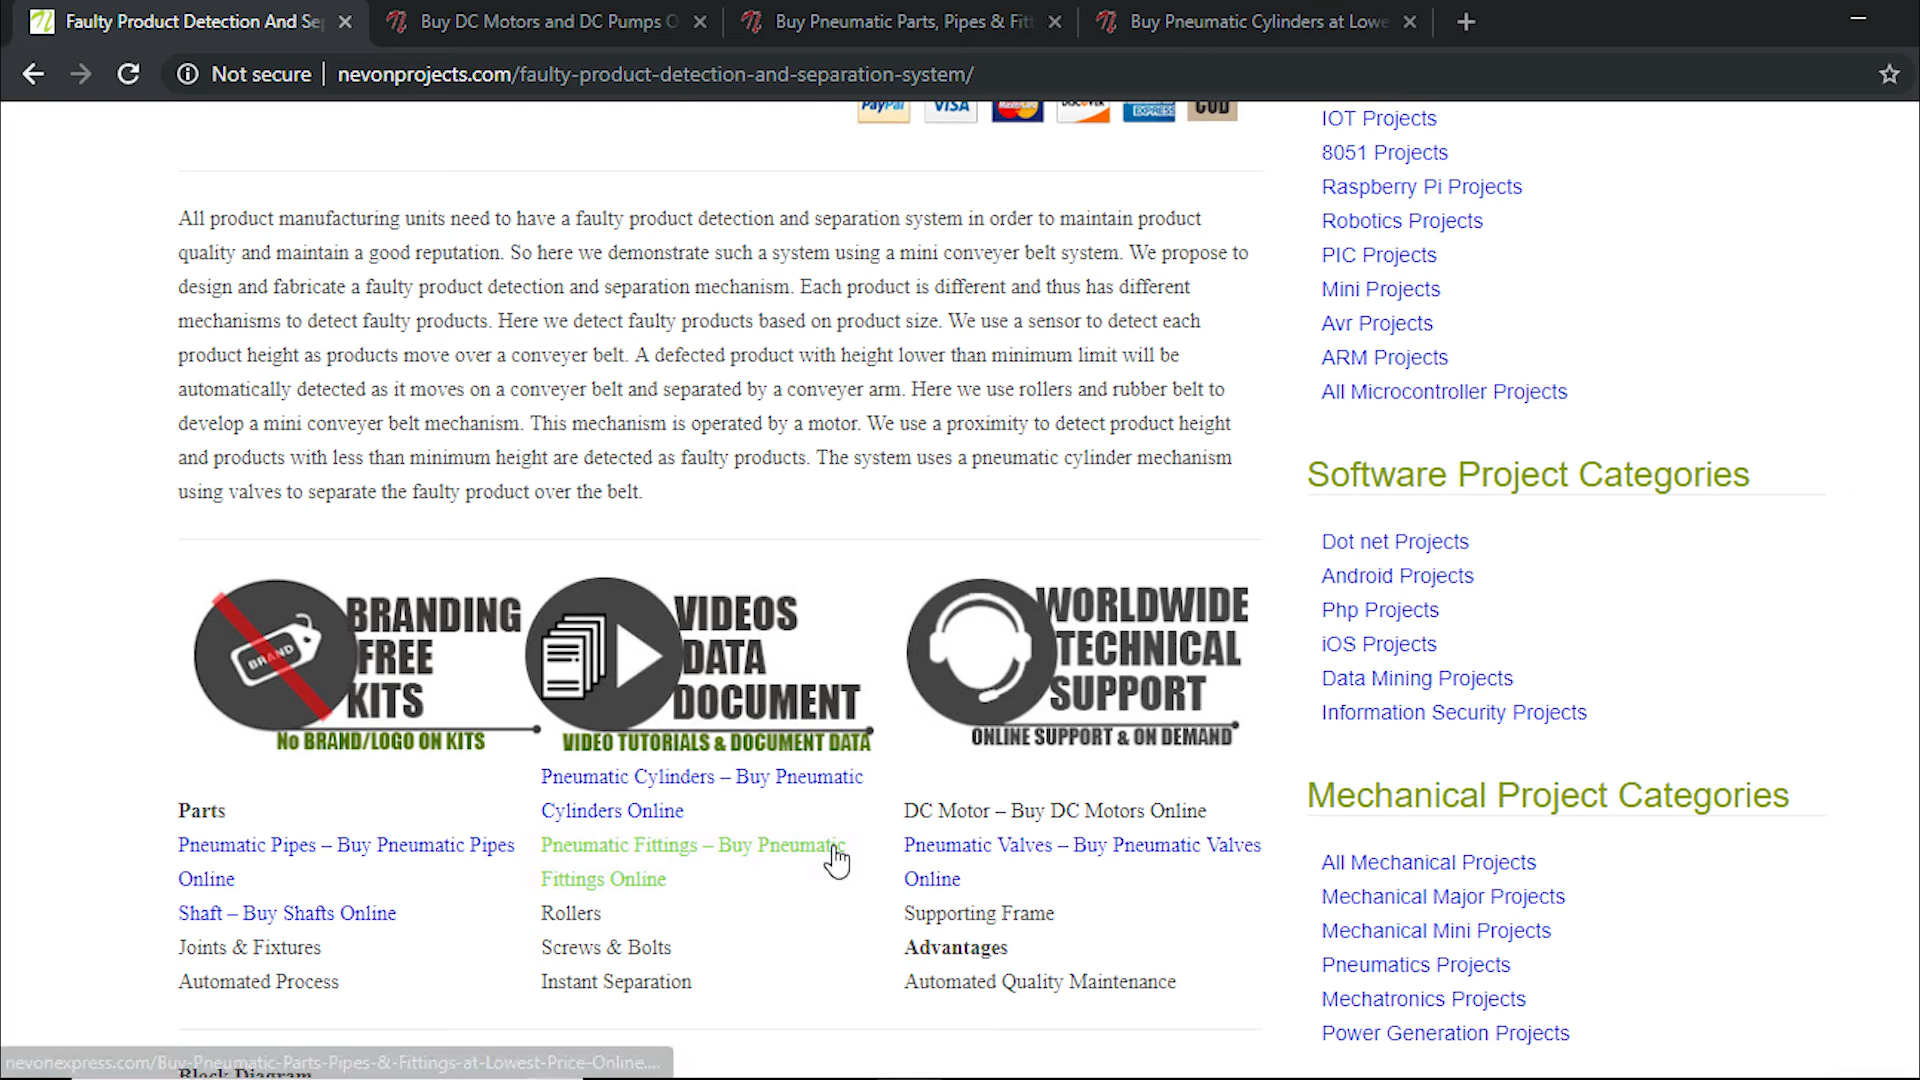 Faulty Product Detection And Sep
Buy DC Motors and DC Pumps O
Buy Pneumatic Parts, Pipes & Fitt
Buy Pneumatic Cylinders at Lowe
Not secure
nevonprojects.com/faulty-product-detection-and-separation-system/
PayPal VISA MasterCard DISCOVER EXPRESS COD
All product manufacturing units need to have a faulty product detection and separation system in order to maintain product
quality and maintain a good reputation. So here we demonstrate such a system using a mini conveyer belt system. We propose to
design and fabricate a faulty product detection and separation mechanism. Each product is different and thus has different
mechanisms to detect faulty products. Here we detect faulty products based on product size. We use a sensor to detect each
product height as products move over a conveyer belt. A defected product with height lower than minimum limit will be
automatically detected as it moves on a conveyer belt and separated by a conveyer arm. Here we use rollers and rubber belt to
develop a mini conveyer belt mechanism. This mechanism is operated by a motor. We use a proximity to detect product height
and products with less than minimum height are detected as faulty products. The system uses a pneumatic cylinder mechanism
using valves to separate the faulty product over the belt.
BRAND
BRANDING
FREE
KITS
No BRAND/LOGO ON KITS
VIDEOS
DATA
DOCUMENT
VIDEO TUTORIALS & DOCUMENT DATA
WORLDWIDE
TECHNICAL
SUPPORT
ONLINE SUPPORT & ON DEMAND
Parts
Pneumatic Pipes – Buy Pneumatic Pipes
Online
Shaft – Buy Shafts Online
Joints & Fixtures
Automated Process
Pneumatic Cylinders – Buy Pneumatic
Cylinders Online
Pneumatic Fittings – Buy Pneumatic
Fittings Online
Rollers
Screws & Bolts
Instant Separation
DC Motor – Buy DC Motors Online
Pneumatic Valves – Buy Pneumatic Valves
Online
Supporting Frame
Advantages
Automated Quality Maintenance
Block Diagram
IOT Projects
8051 Projects
Raspberry Pi Projects
Robotics Projects
PIC Projects
Mini Projects
Avr Projects
ARM Projects
All Microcontroller Projects
Software Project Categories
Dot net Projects
Android Projects
Php Projects
iOS Projects
Data Mining Projects
Information Security Projects
Mechanical Project Categories
All Mechanical Projects
Mechanical Major Projects
Mechanical Mini Projects
Pneumatics Projects
Mechatronics Projects
Power Generation Projects
nevonexpress.com/Buy-Pneumatic-Parts-Pipes-&-Fittings-at-Lowest-Price-Online....